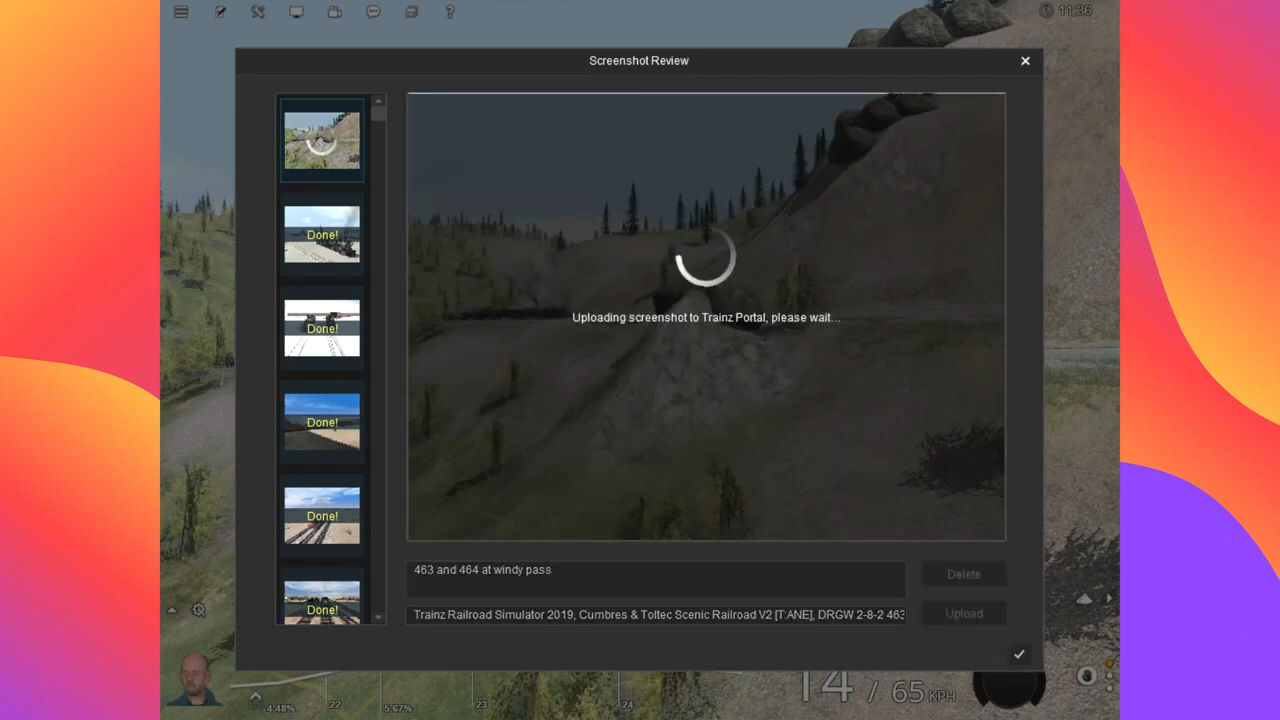 11:36
Screenshot Review
Done!
Done!
Done!
Done!
Done!
Uploading screenshot to Trainz Portal, please wait...
463 and 464 at windy pass
Delete
Trainz Railroad Simulator 2019, Cumbres & Toltec Scenic Railroad V2 [T:ANE], DRGW 2-8-2 463
Upload
4.48%
22
5.67%
23
24
14 / 65 KPH